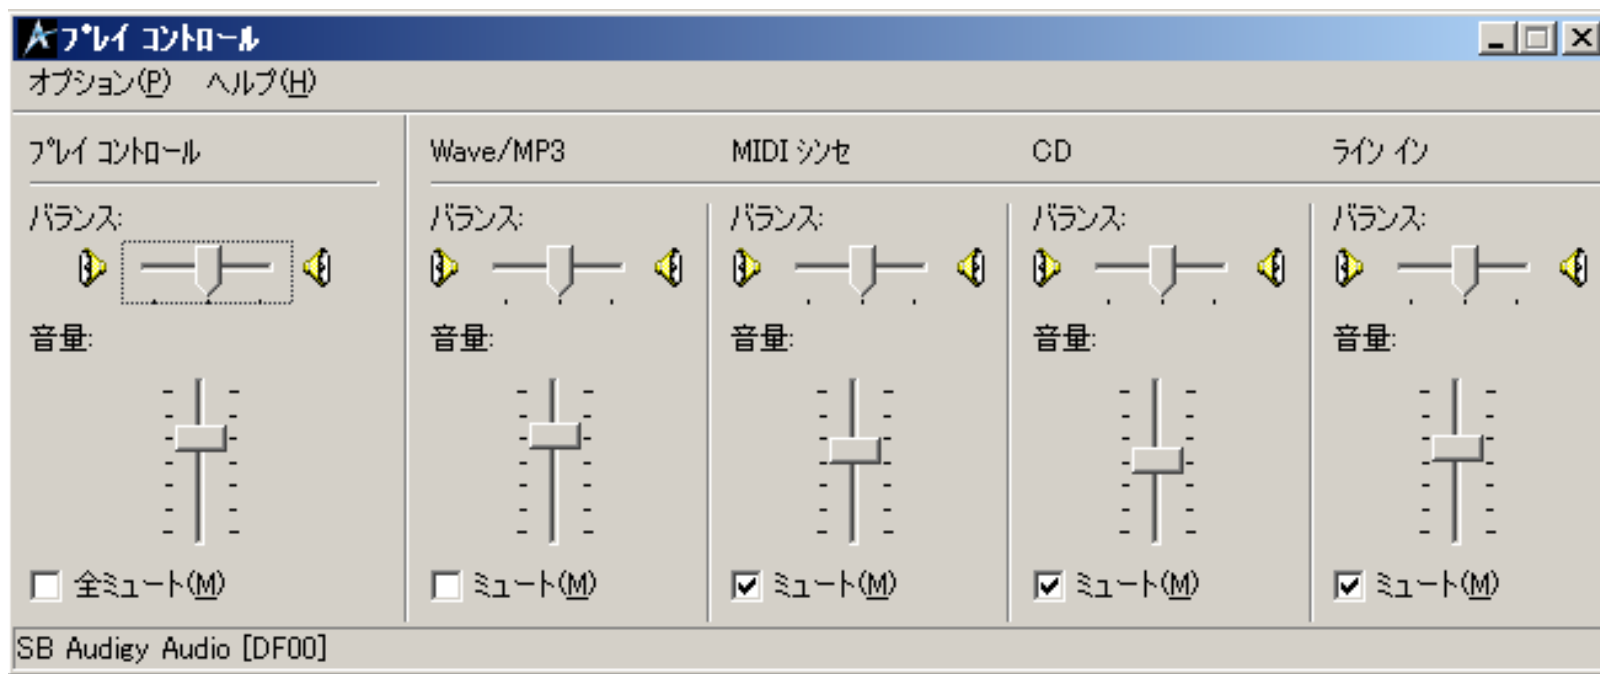 プレイ コントロール
オプション(P) ヘルプ(H)
プレイ コントロール Wave/MP3 MIDI シンセ CD ライン イン
バランス: バランス: バランス: バランス: バランス:
音量: 音量: 音量: 音量: 音量:
全ミュート(M) ミュート(M) ミュート(M) ミュート(M) ミュート(M)
SB Audigy Audio [DF00]